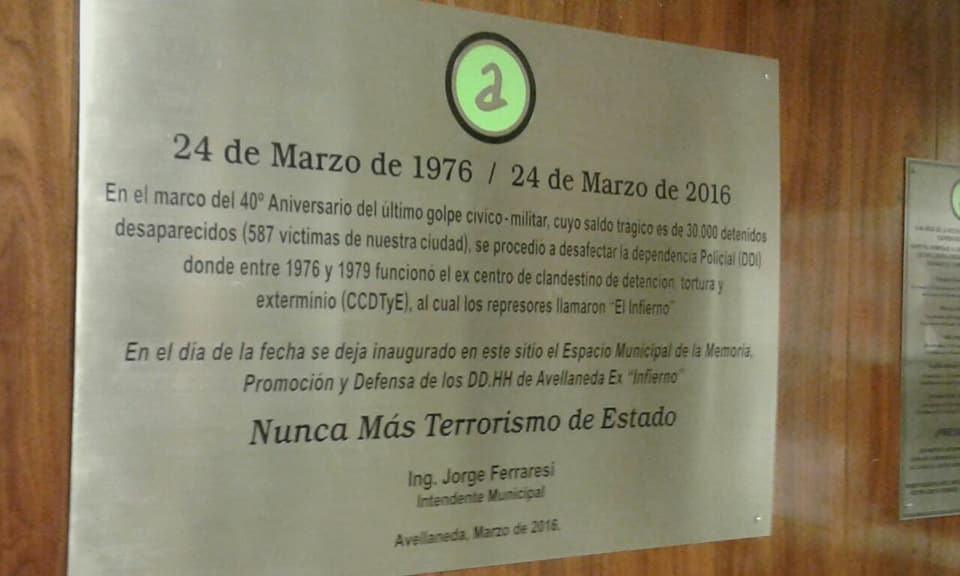 a
24 de Marzo de 1976 / 24 de Marzo de 2016
En el marco del 40º Aniversario del último golpe cívico - militar, cuyo saldo trágico es de 30.000 detenidos
desaparecidos (587 víctimas de nuestra ciudad), se procedió a desafectar la dependencia Policial (DDI)
donde entre 1976 y 1979 funcionó el ex centro de clandestino de detención, tortura y
exterminio (CCDTyE), al cual los represores llamaron "El Infierno"
En el día de la fecha se deja inaugurado en este sitio el Espacio Municipal de la Memoria,
Promoción y Defensa de los DD.HH de Avellaneda Ex "Infierno"
Nunca Más Terrorismo de Estado
Ing. Jorge Ferraresi
Intendente Municipal
Avellaneda, Marzo de 2016.